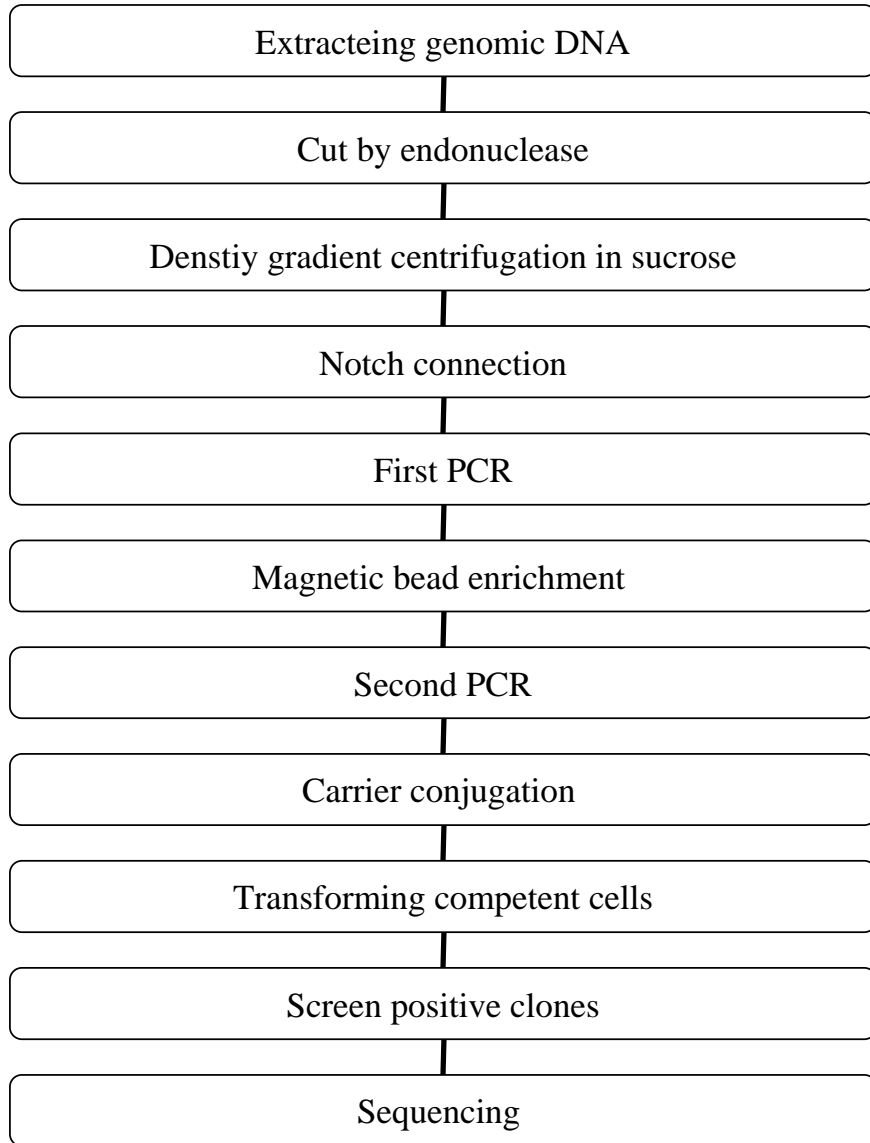 Extracteing genomic DNA
Cut by endonuclease
Denstiy gradient centrifugation in sucrose
Notch connection
First PCR
Magnetic bead enrichment
Second PCR
Carrier conjugation
Transforming competent cells
Screen positive clones
Sequencing